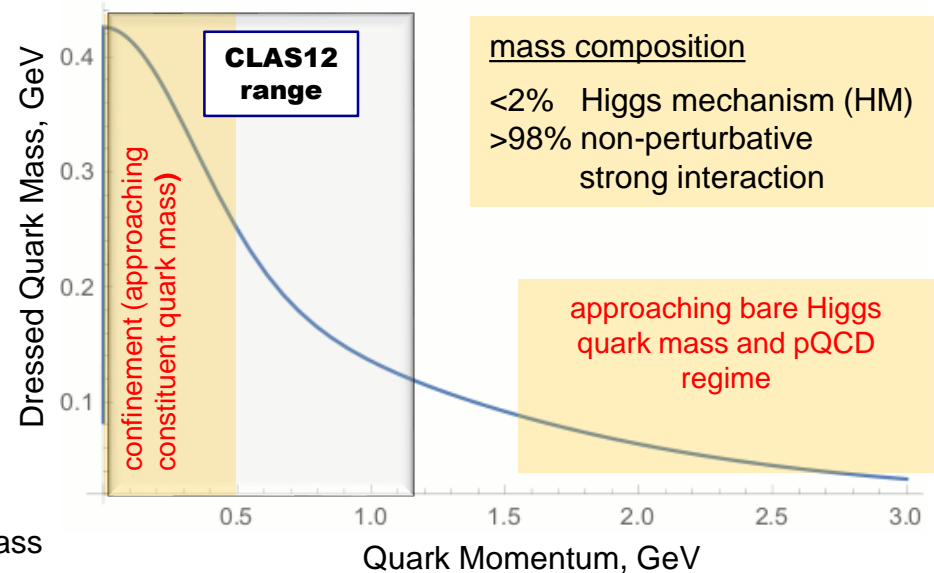 Dressed Quark Mass, GeV
0.4
0.3
0.2
0.1
CLAS12
range
confinement (approaching
constituent quark mass)
mass composition
<2% Higgs mechanism (HM)
>98% non-perturbative
strong interaction
approaching bare Higgs
quark mass and pQCD
regime
0.5
1.0
1.5
2.0
2.5
3.0
Quark Momentum, GeV